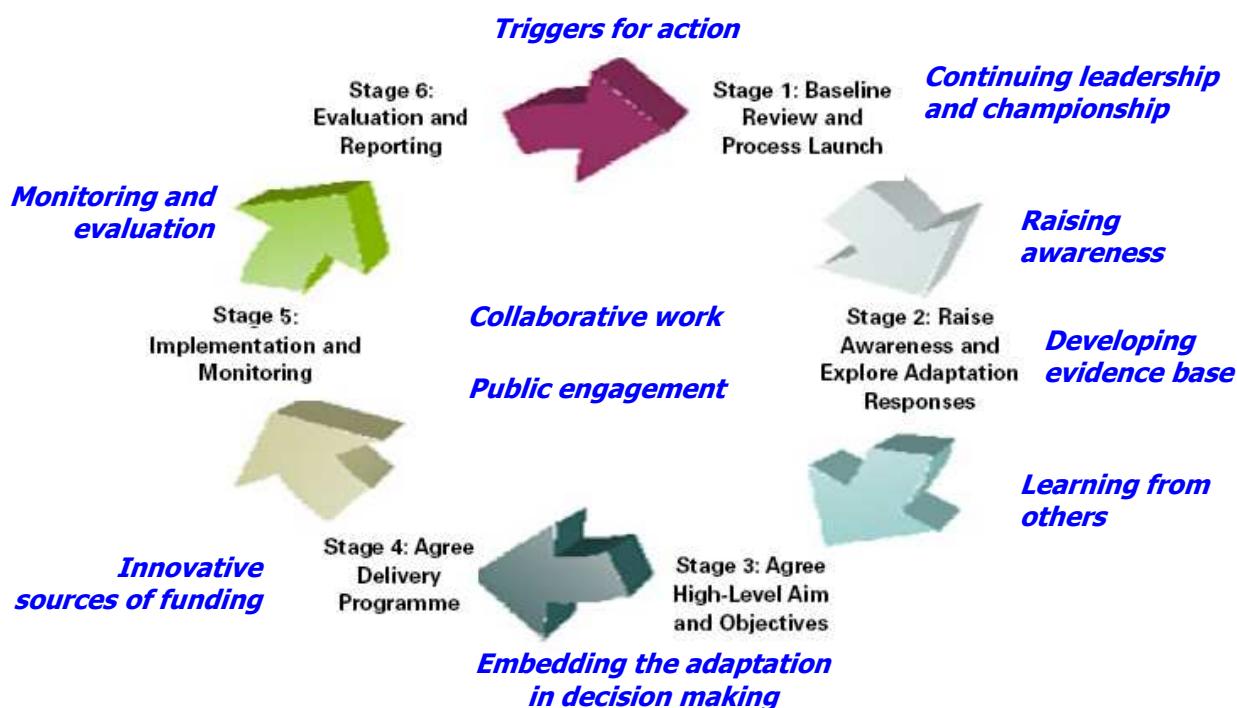 Triggers for action
Stage 6:
Evaluation and
Reporting
Stage 1: Baseline
Review and
Process Launch
Continuing leadership
and championship
Monitoring and
evaluation
Raising
awareness
Stage 5:
Implementation and
Monitoring
Collaborative work
Public engagement
Stage 2: Raise
Awareness and
Explore Adaptation
Responses
Developing
evidence base
Learning from
others
Innovative
sources of funding
Stage 4: Agree
Delivery
Programme
Stage 3: Agree
High-Level Aim
and Objectives
Embedding the adaptation
in decision making